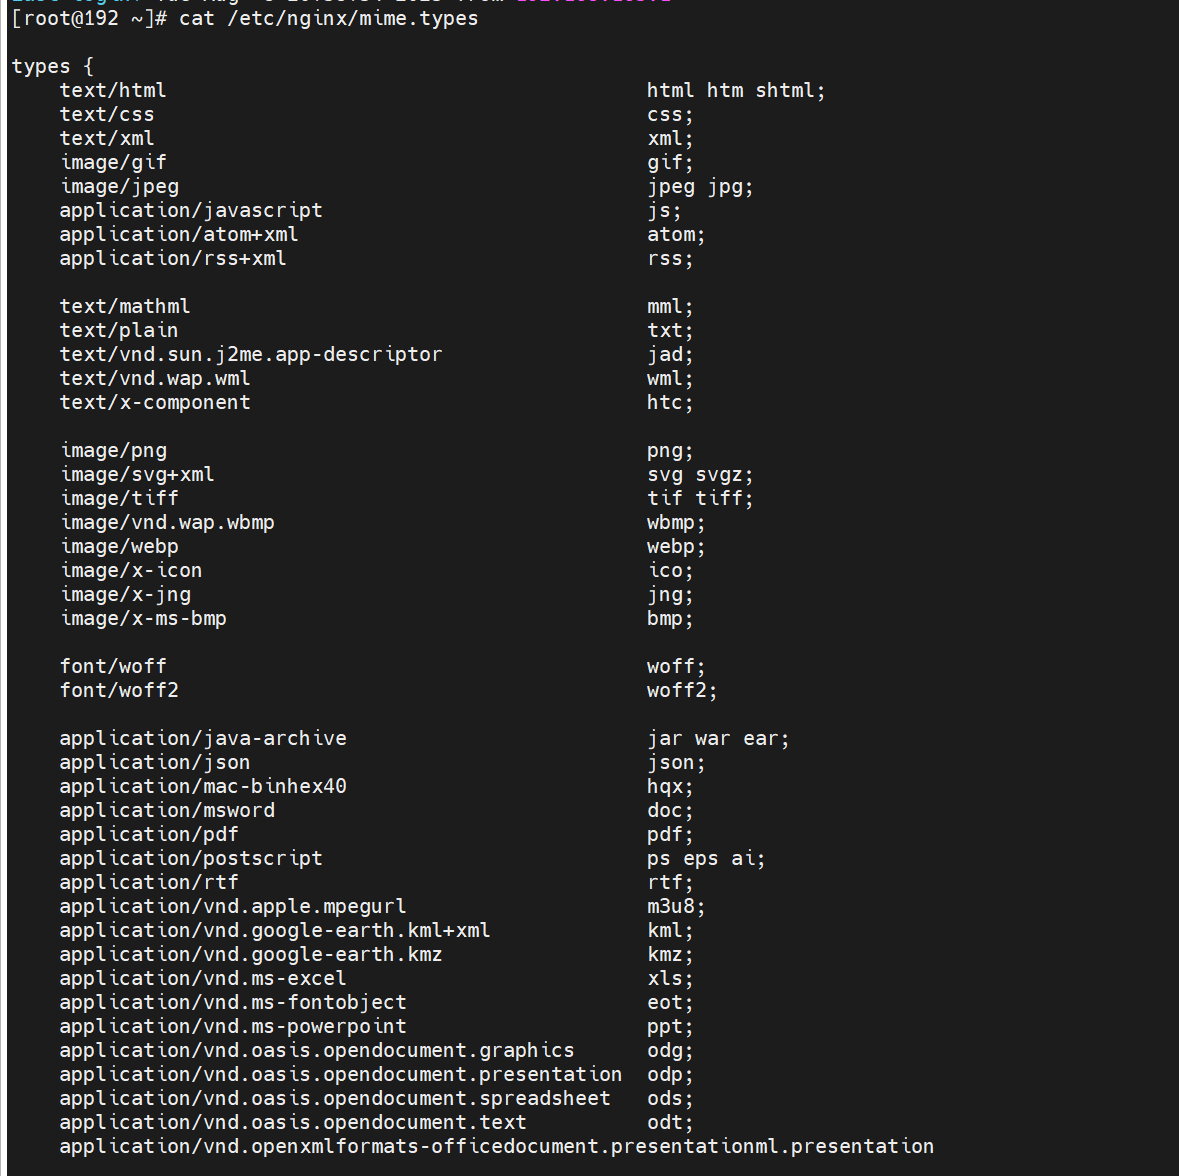 [root@192 ~]# cat /etc/nginx/mime.types
types {
text/html html htm shtml;
text/css css;
text/xml xml;
image/gif gif;
image/jpeg jpeg jpg;
application/javascript js;
application/atom+xml atom;
application/rss+xml rss;
text/mathml mml;
text/plain txt;
text/vnd.sun.j2me.app-descriptor jad;
text/vnd.wap.wml wml;
text/x-component htc;
image/png png;
image/svg+xml svg svgz;
image/tiff tif tiff;
image/vnd.wap.wbmp wbmp;
image/webp webp;
image/x-icon ico;
image/x-jng jng;
image/x-ms-bmp bmp;
font/woff woff;
font/woff2 woff2;
application/java-archive jar war ear;
application/json json;
application/mac-binhex40 hqx;
application/msword doc;
application/pdf pdf;
application/postscript ps eps ai;
application/rtf rtf;
application/vnd.apple.mpegurl m3u8;
application/vnd.google-earth.kml+xml kml;
application/vnd.google-earth.kmz kmz;
application/vnd.ms-excel xls;
application/vnd.ms-fontobject eot;
application/vnd.ms-powerpoint ppt;
application/vnd.oasis.opendocument.graphics odg;
application/vnd.oasis.opendocument.presentation odp;
application/vnd.oasis.opendocument.spreadsheet ods;
application/vnd.oasis.opendocument.text odt;
application/vnd.openxmlformats-officedocument.presentationml.presentation